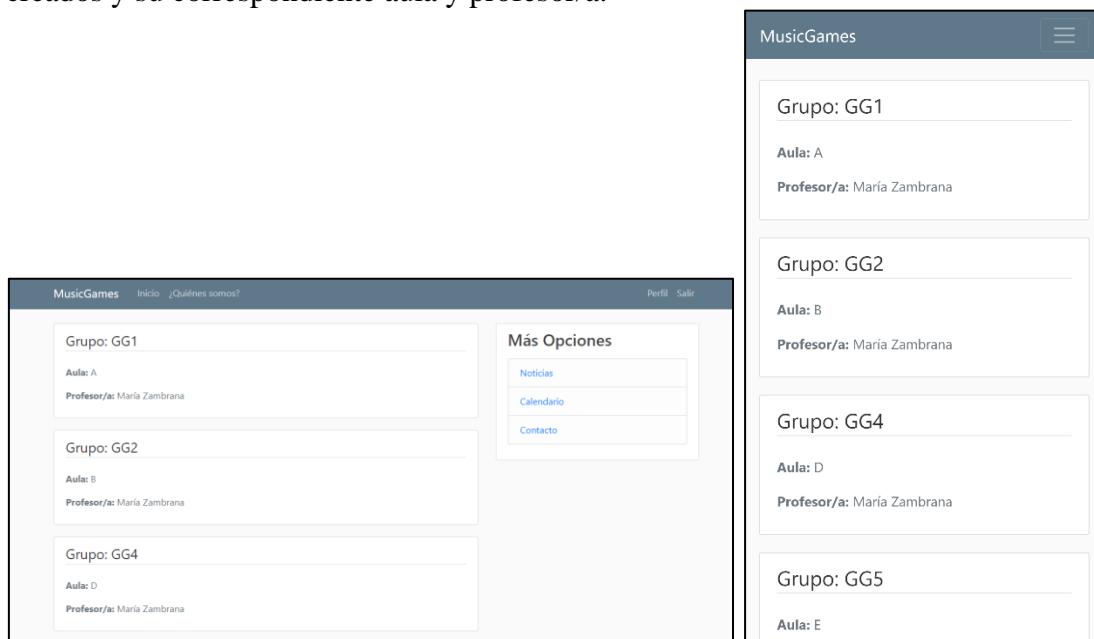 creados y su correspondiente aula y profesor/a.
MusicGames Inicio ¿Quiénes somos? Perfil Salir
Grupo: GG1
Aula: A
Profesor/a: María Zambrana
Grupo: GG2
Aula: B
Profesor/a: María Zambrana
Grupo: GG4
Aula: D
Profesor/a: María Zambrana
Más Opciones
Noticias
Calendario
Contacto
MusicGames
Grupo: GG1
Aula: A
Profesor/a: María Zambrana
Grupo: GG2
Aula: B
Profesor/a: María Zambrana
Grupo: GG4
Aula: D
Profesor/a: María Zambrana
Grupo: GG5
Aula: E